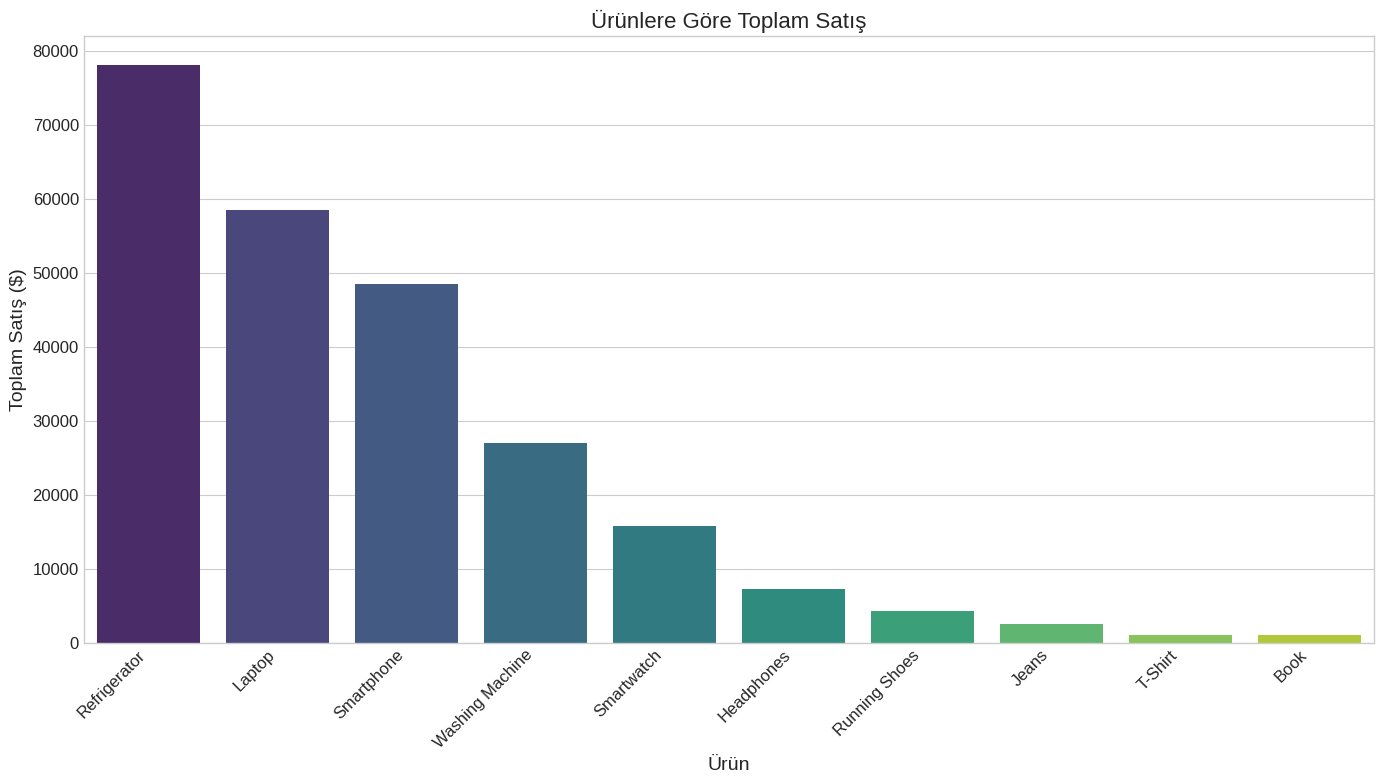 Ürünlere Göre Toplam Satış
Toplam Satış ($)
80000
70000
60000
50000
40000
30000
20000
10000
0
Refrigerator
Laptop
Smartphone
Washing Machine
Smartwatch
Headphones
Running Shoes
Jeans
T-Shirt
Book
Ürün